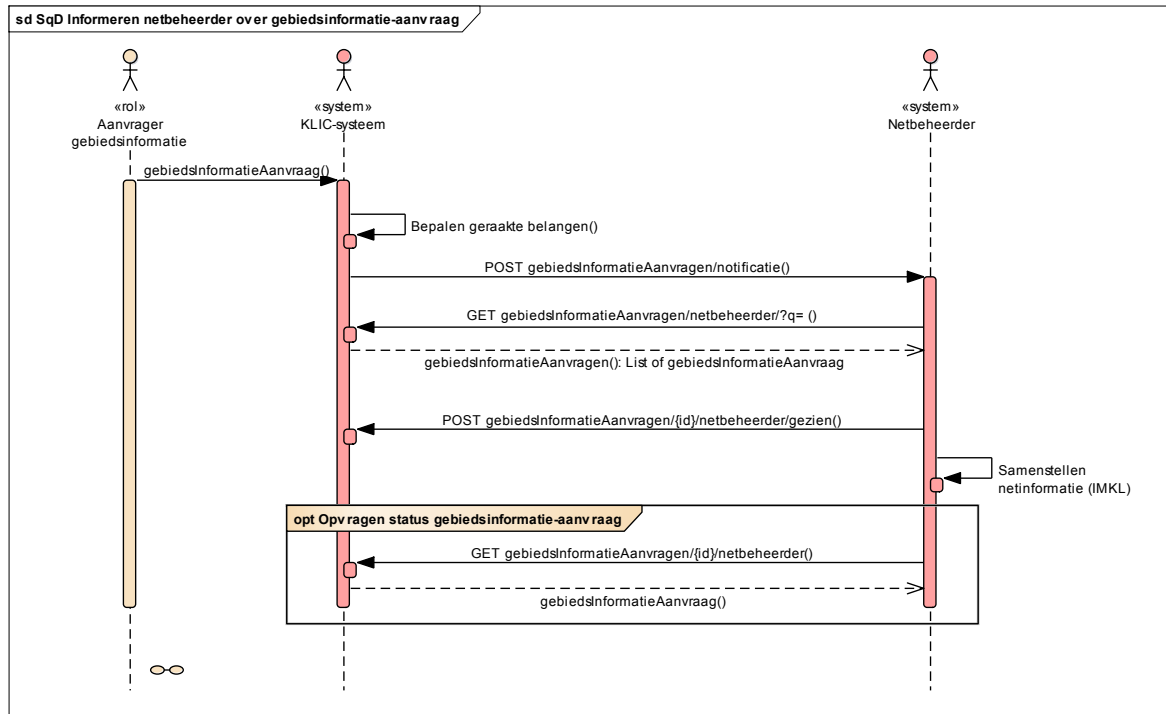 sd SqD Informeren netbeheerder over gebiedsinformatie-aanvraag
«rol»
Aanvrager
gebiedsinformatie
«system»
KLIC-systeem
«system»
Netbeheerder
gebiedsInformatieAanvraag()
Bepalen geraakte belangen()
POST gebiedsInformatieAanvragen/notificatie()
GET gebiedsInformatieAanvragen/netbeheerder/?q= ()
gebiedsInformatieAanvragen(): List of gebiedsInformatieAanvraag
POST gebiedsInformatieAanvragen/{id}/netbeheerder/gezien()
Samenstellen
netinformatie (IMKL)
opt Opvragen status gebiedsinformatie-aanvraag
GET gebiedsInformatieAanvragen/{id}/netbeheerder()
gebiedsInformatieAanvraag()